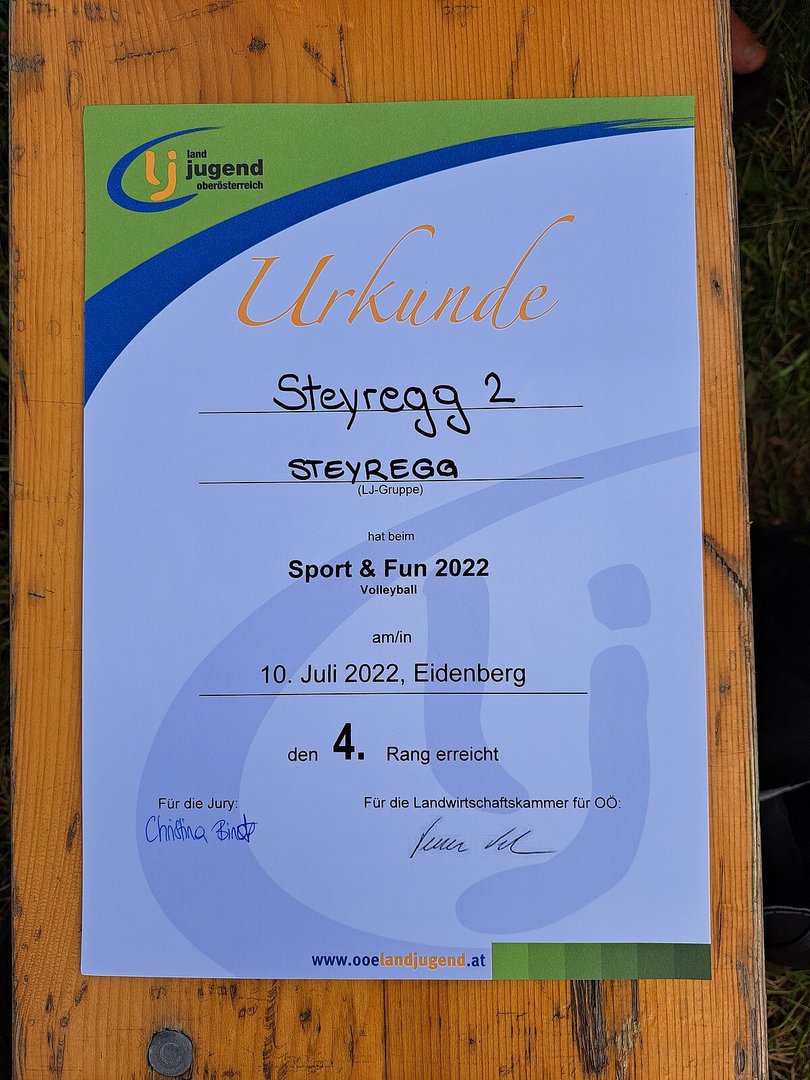 land
jugend
oberösterreich
Urkunde
Steyregg 2
STEYREGG
(LJ-Gruppe)
hat beim
Sport & Fun 2022
Volleyball
am/in
10. Juli 2022, Eidenberg
den 4. Rang erreicht
Für die Jury: Für die Landwirtschaftskammer für OÖ:
Christina
www.ooelandjugend.at